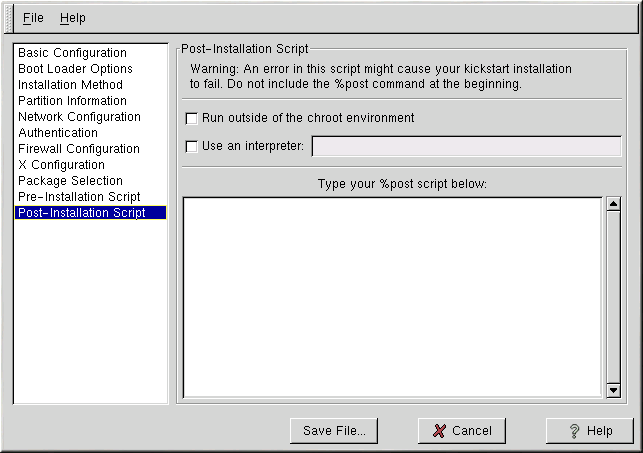 File Help
Basic Configuration
Boot Loader Options
Installation Method
Partition Information
Network Configuration
Authentication
Firewall Configuration
X Configuration
Package Selection
Pre-Installation Script
Post-Installation Script
Post-Installation Script
Warning: An error in this script might cause your kickstart installation
to fail. Do not include the %post command at the beginning.
Run outside of the chroot environment
Use an interpreter:
Type your %post script below:
Save File...
Cancel
Help